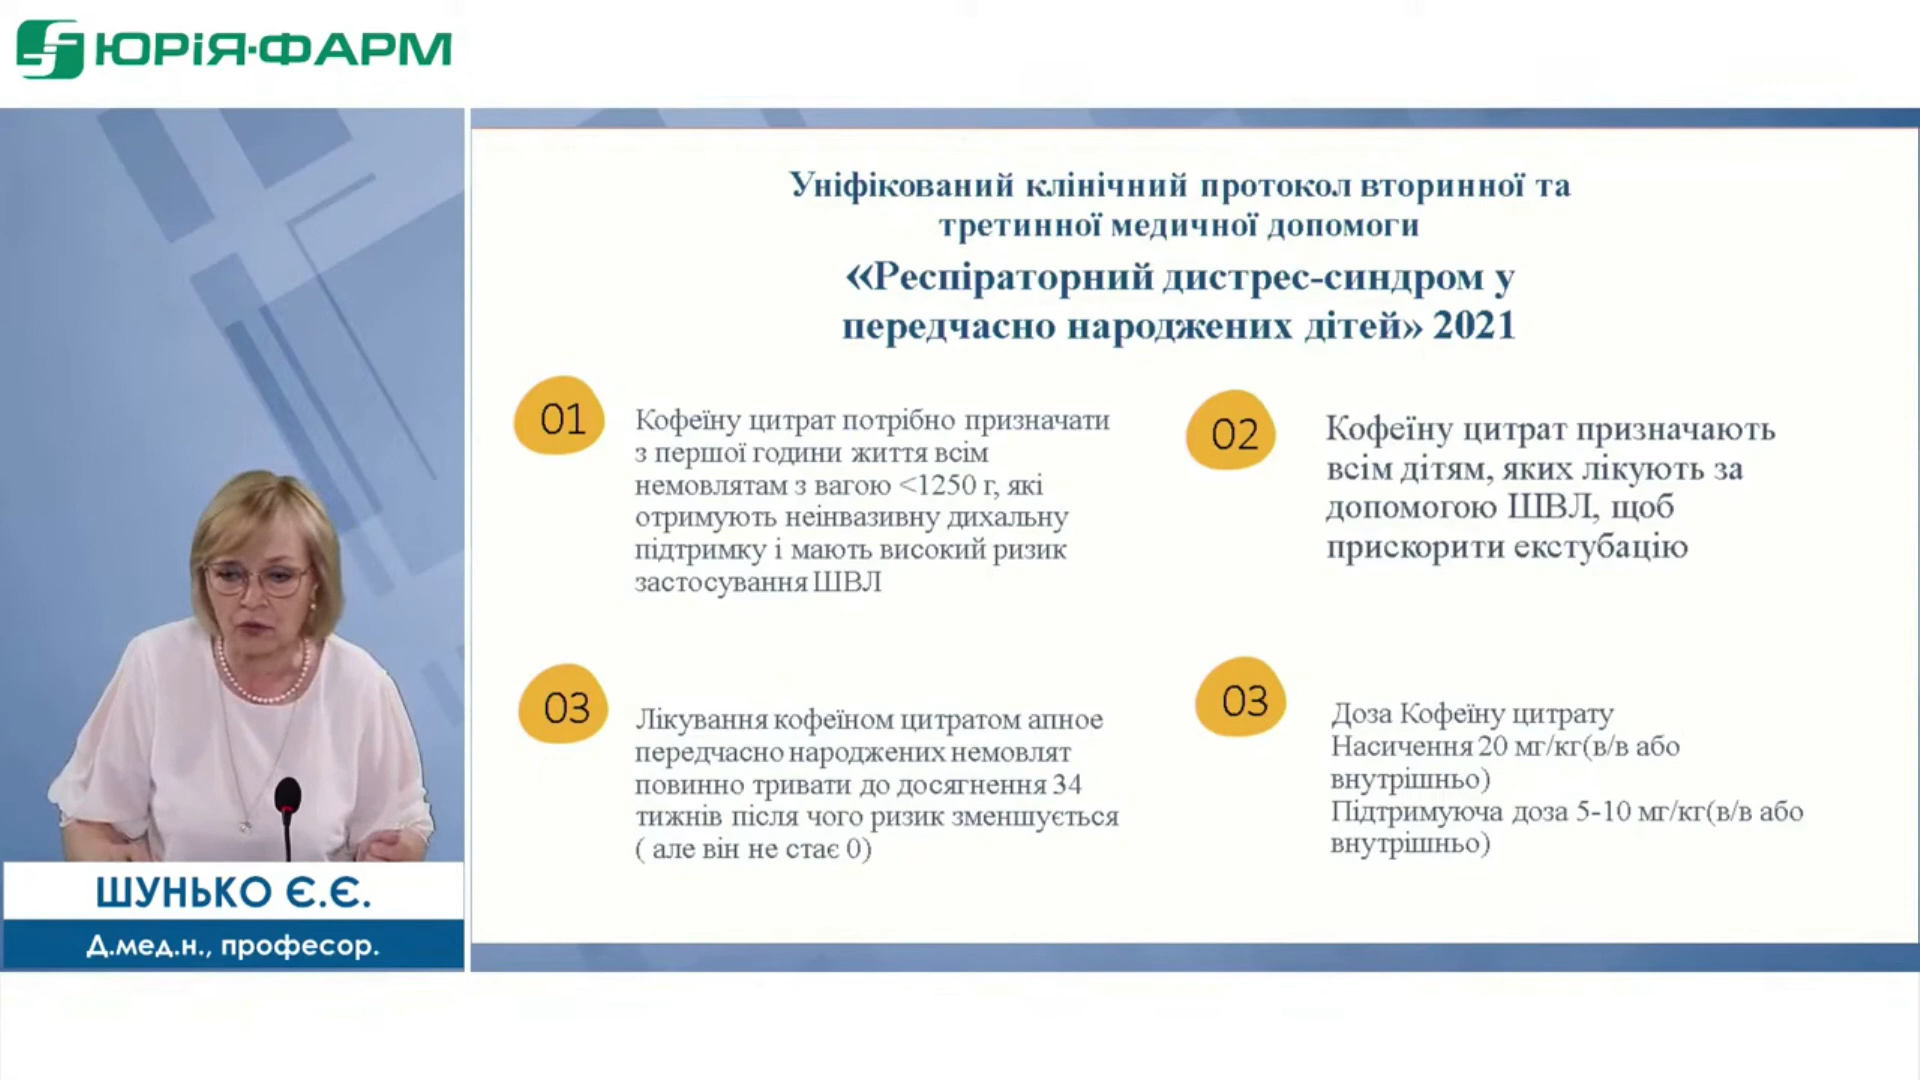 ЮРіЯ·ФАРМ
Уніфікований клінічний протокол вторинної та
третинної медичної допомоги
«Респіраторний дистрес-синдром у
передчасно народжених дітей» 2021
01
Кофеїну цитрат потрібно призначати
з першої години життя всім
немовлятам з вагою <1250 г, які
отримують неінвазивну дихальну
підтримку і мають високий ризик
застосування ШВЛ
02
Кофеїну цитрат призначають
всім дітям, яких лікують за
допомогою ШВЛ, щоб
прискорити екстубацію
03
Лікування кофеїном цитратом апное
передчасно народжених немовлят
повинно тривати до досягнення 34
тижнів після чого ризик зменшується
( але він не стає 0)
03
Доза Кофеїну цитрату
Насичення 20 мг/кг(в/в або
внутрішньо)
Підтримуюча доза 5-10 мг/кг(в/в або
внутрішньо)
ШУНЬКО Є.Є.
Д.мед.н., професор.